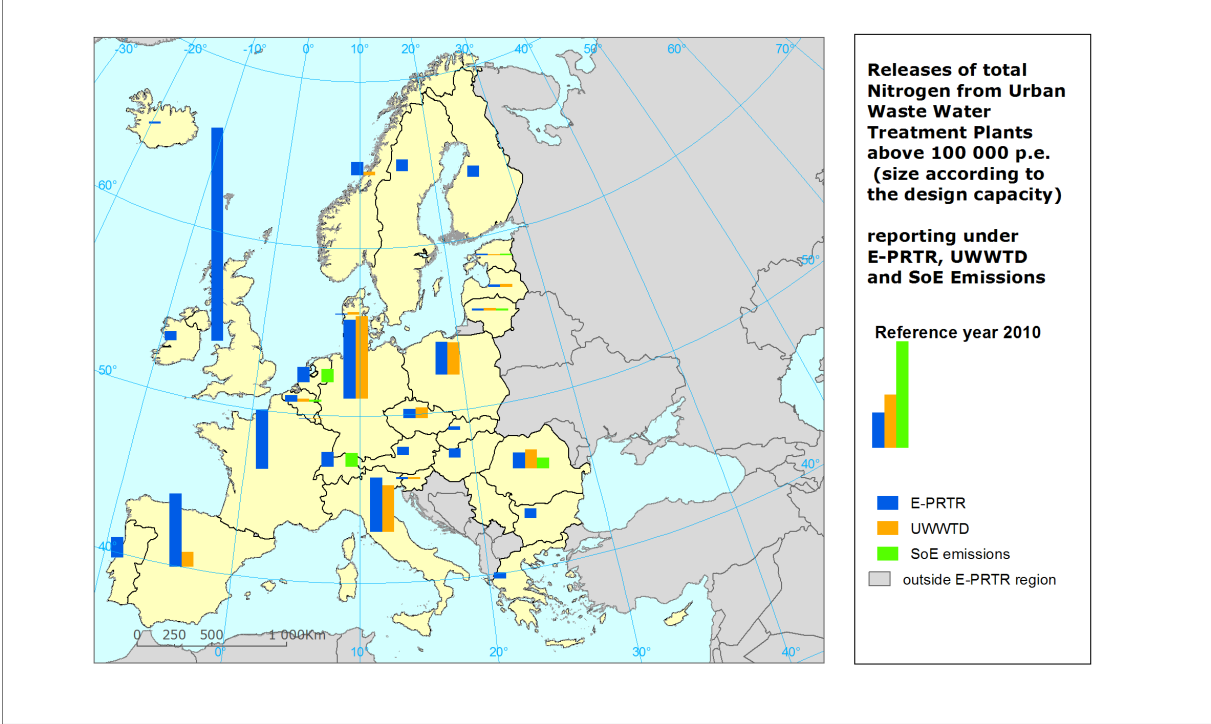 -30°
-20°
-10°
0°
10°
20°
30°
40°
50°
60°
70°
60°
50°
50°
40°
40°
0 250 500 1 000Km
0°
10°
20°
30°
40°
Releases of total
Nitrogen from Urban
Waste Water
Treatment Plants
above 100 000 p.e.
(size according to
the design capacity)
reporting under
E-PRTR, UWWTD
and SoE Emissions
Reference year 2010
E-PRTR
UWWTD
SoE emissions
outside E-PRTR region